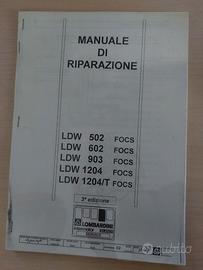 MANUALE
DI
RIPARAZIONE
LDW 502 FOCS
LDW 602 FOCS
LDW 903 FOCS
LDW 1204 FOCS
LDW 1204/T FOCS
3ª edizione
LOMBARDINI
subito